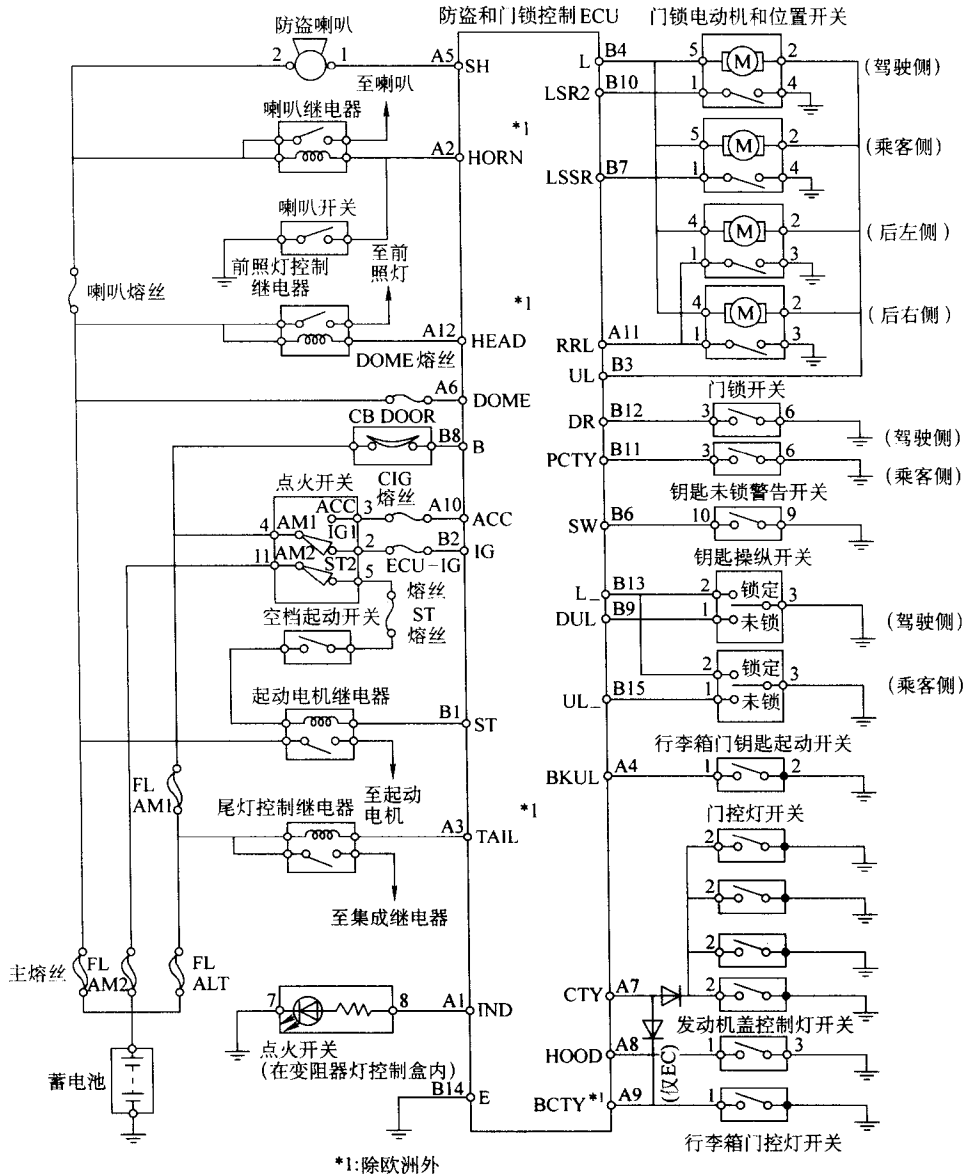 防盗和门锁控制ECU
门锁电动机和位置开关
防盗喇叭
2 1 A5 SH
至喇叭
喇叭继电器
*1
A2 HORN
喇叭开关
前照灯控制
继电器
至前
照灯
喇叭熔丝
*1
A12 HEAD
DOME熔丝
A6 DOME
CB DOOR
B8 B
点火开关
CIG
熔丝
ACC 3 A10 ACC
4 AM1 IG1 2 B2 IG
ECU-IG
熔丝
11 AM2 ST2 5
ST
熔丝
空档起动开关
起动电机继电器
B1 ST
FL
AM1
至起动
电机
尾灯控制继电器
*1
A3 TAIL
至集成继电器
主熔丝
FL
AM2
FL
ALT
7 8 A1 IND
点火开关
(在变阻器灯控制盒内)
蓄电池
B14 E
L B4 5 M 2
(驾驶侧)
LSR2 B10 1 4
5 M 2
(乘客侧)
LSSR B7 1 4
4 M 2
(后左侧)
1 3
4 M 2
(后右侧)
RRL A11 1 3
UL B3
门锁开关
DR B12 3 6
(驾驶侧)
PCTY B11 3 6
(乘客侧)
钥匙未锁警告开关
SW B6 10 9
钥匙操纵开关
L_ B13 2 锁定 3
DUL B9 1 未锁
(驾驶侧)
2 锁定 3
(乘客侧)
UL_ B15 1 未锁
行李箱门钥匙起动开关
BKUL A4 1 2
门控灯开关
2
2
2
CTY A7 2
发动机盖控制灯开关
HOOD A8 1 3
(仅EC)
BCTY*1 A9 1
行李箱门控灯开关
*1:除欧洲外